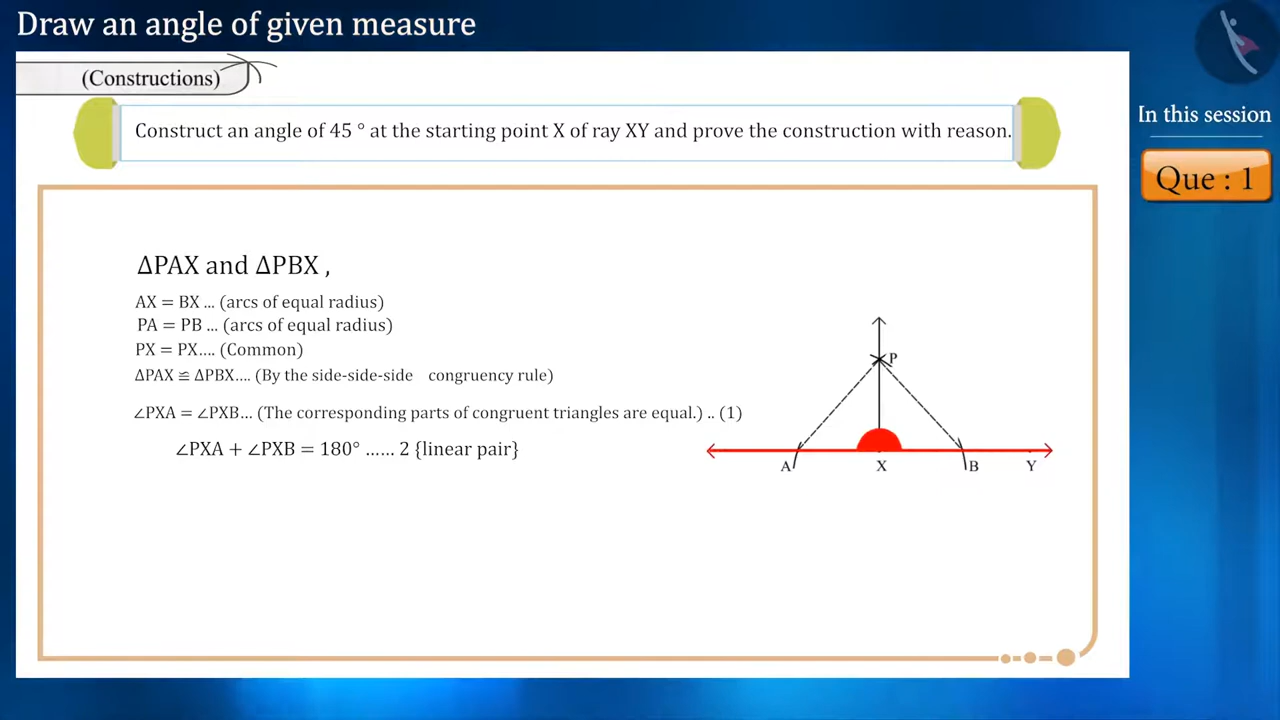 Draw an angle of given measure
(Constructions)
In this session
Construct an angle of 45 ° at the starting point X of ray XY and prove the construction with reason.
Que : 1
ΔPAX and ΔPBX ,
AX = BX ... (arcs of equal radius)
PA = PB ... (arcs of equal radius)
PX = PX.... (Common)
ΔPAX ≌ ΔPBX.... (By the side-side-side congruency rule)
∠PXA = ∠PXB... (The corresponding parts of congruent triangles are equal.) .. (1)
∠PXA + ∠PXB = 180° ...... 2 {linear pair}
P
A X B Y